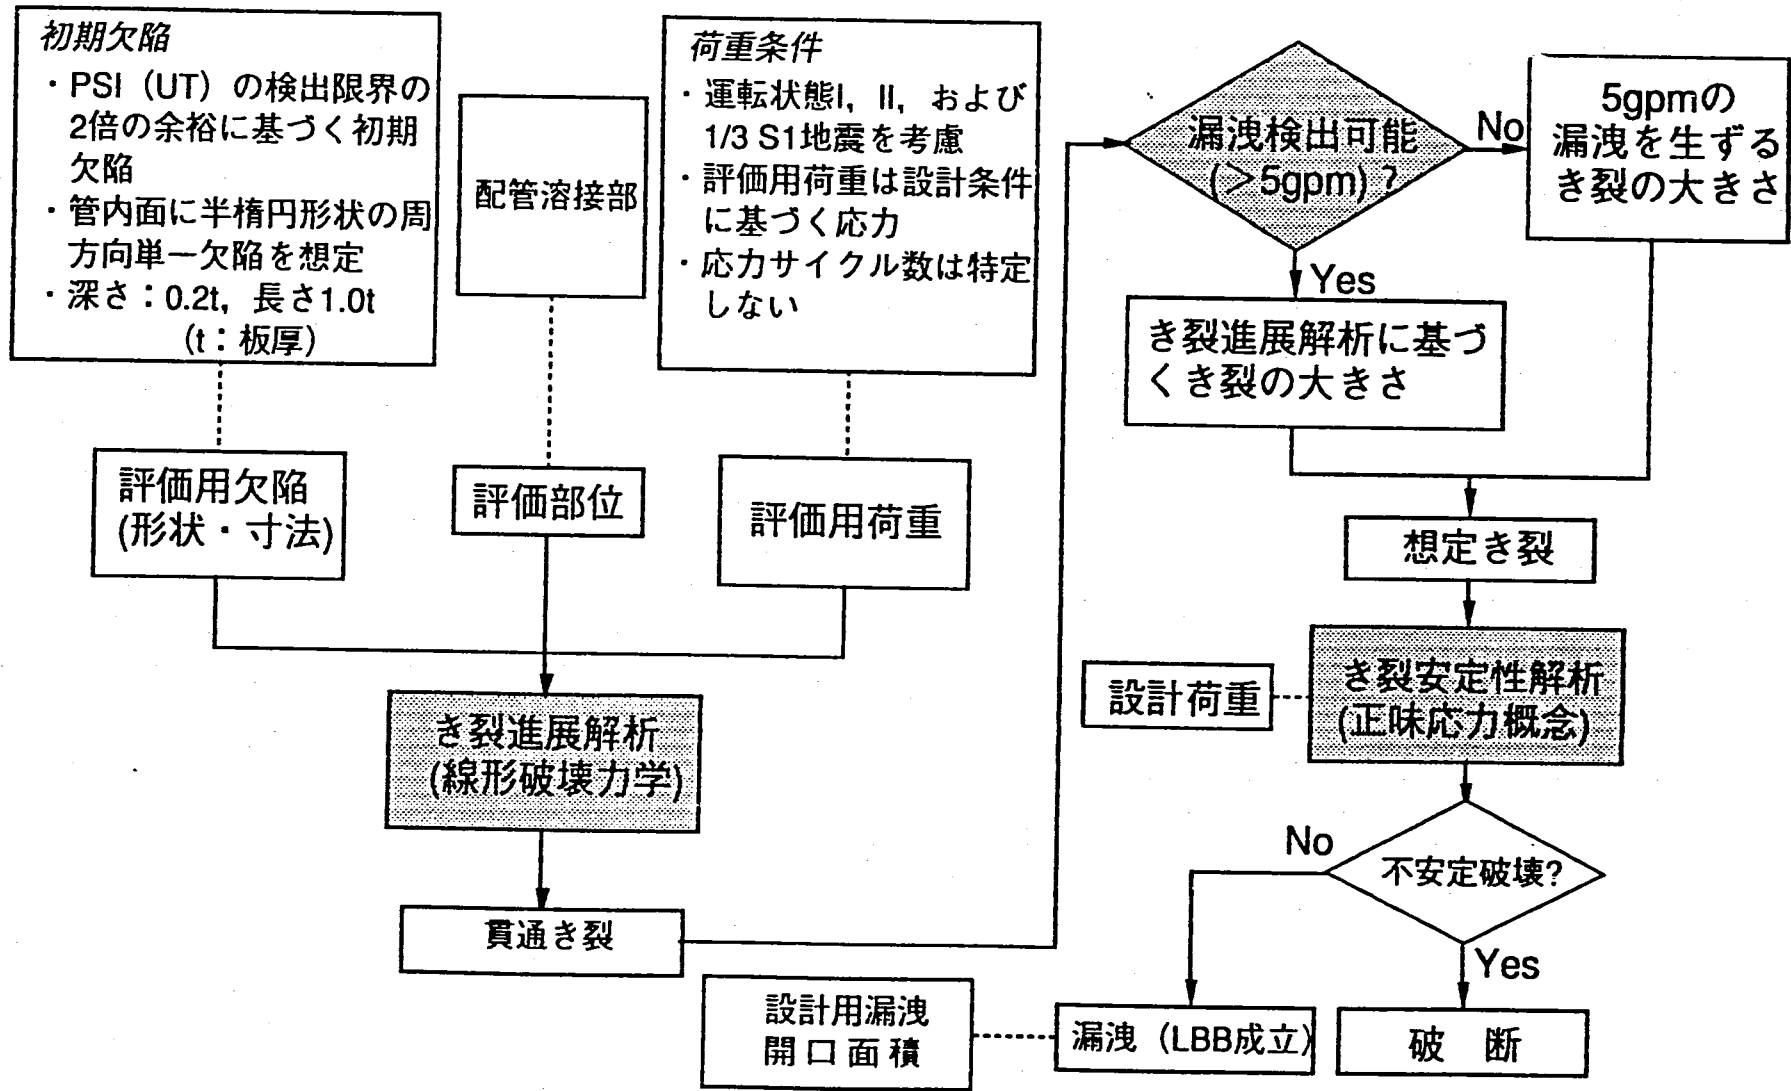 初期欠陥
・PSI（UT）の検出限界の
2倍の余裕に基づく初期
欠陥
・管内面に半楕円形状の周
方向単一欠陥を想定
・深さ：0.2t，長さ1.0t
（t：板厚）
配管溶接部
荷重条件
・運転状態I，II，および
1/3 S1地震を考慮
・評価用荷重は設計条件
に基づく応力
・応力サイクル数は特定
しない
評価用欠陥
(形状・寸法)
評価部位
評価用荷重
き裂進展解析
(線形破壊力学)
貫通き裂
漏洩検出可能
(＞5gpm)？
No
5gpmの
漏洩を生ずる
き裂の大きさ
Yes
き裂進展解析に基づ
くき裂の大きさ
想定き裂
設計荷重
き裂安定性解析
(正味応力概念)
不安定破壊?
No
Yes
設計用漏洩
開口面積
漏洩（LBB成立）
破　断